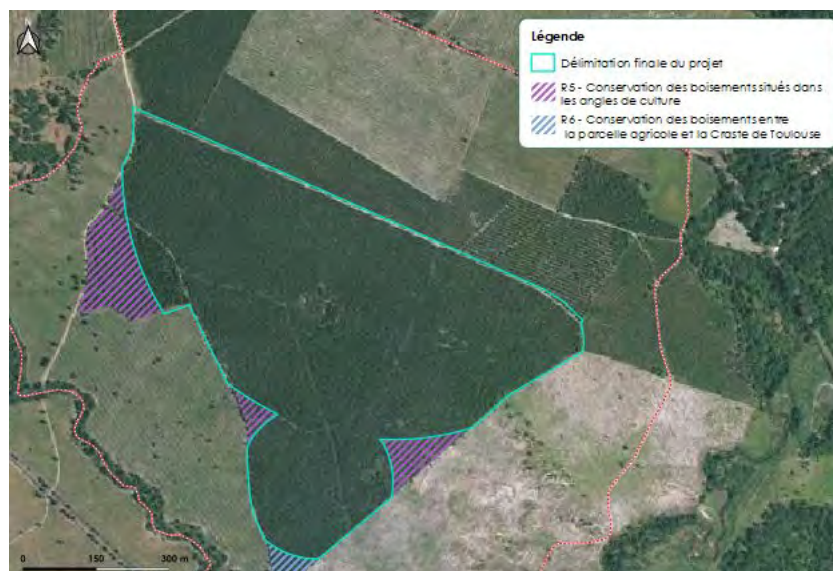 Légende
Délimitation finale du projet
R5 - Conservation des boisements situés dans
les angles de culture
R6 - Conservation des boisements entre
la parcelle agricole et la Craste de Toulouse
0 150 300 m